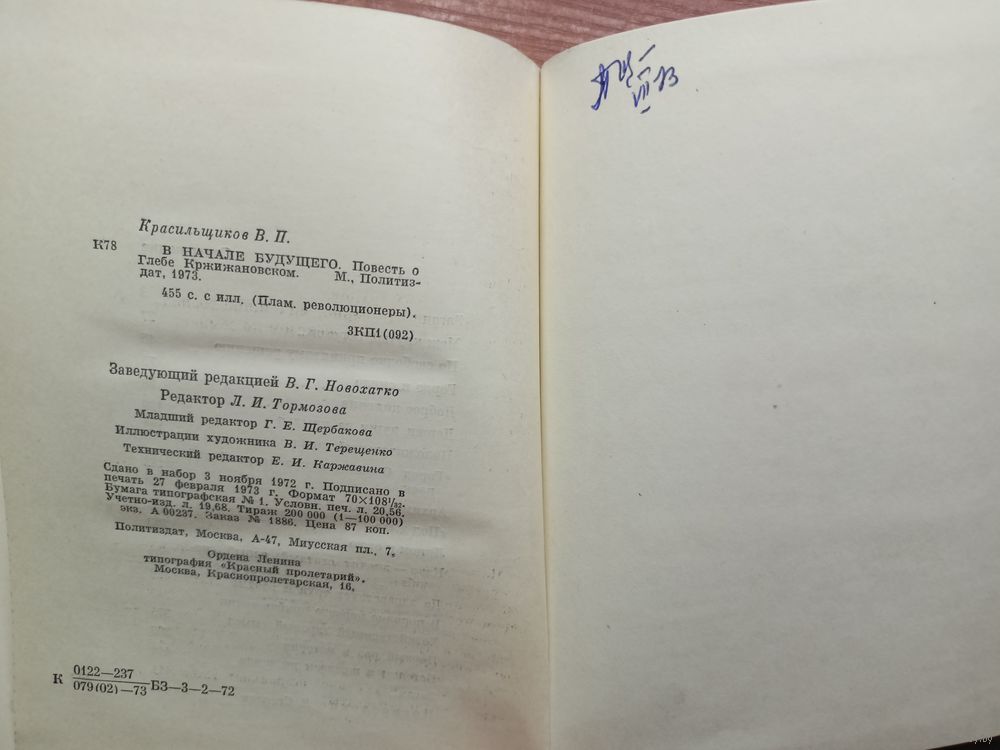 Красильщиков В. П.
К78
В НАЧАЛЕ БУДУЩЕГО. Повесть о
Глебе Кржижановском. М., Политиз-
дат, 1973.
455 с. с илл. (Плам. революционеры).
3КП1(092)
Заведующий редакцией В. Г. Новохатко
Редактор Л. И. Тормозова
Младший редактор Г. Е. Щербакова
Иллюстрации художника В. И. Терещенко
Технический редактор Е. И. Каржавина
Сдано в набор 3 ноября 1972 г. Подписано в
печать 27 февраля 1973 г. Формат 70×108¹/₃₂.
Бумага типографская № 1. Условн. печ. л. 20,56.
Учетно-изд. л. 19,68. Тираж 200 000 (1—100 000)
экз. А 00237. Заказ № 1886. Цена 87 коп.
Политиздат, Москва, А-47, Миусская пл., 7.
Ордена Ленина
типография «Красный пролетарий».
Москва, Краснопролетарская, 16.
К 0122—237
079(02)—73 БЗ—3—2—72